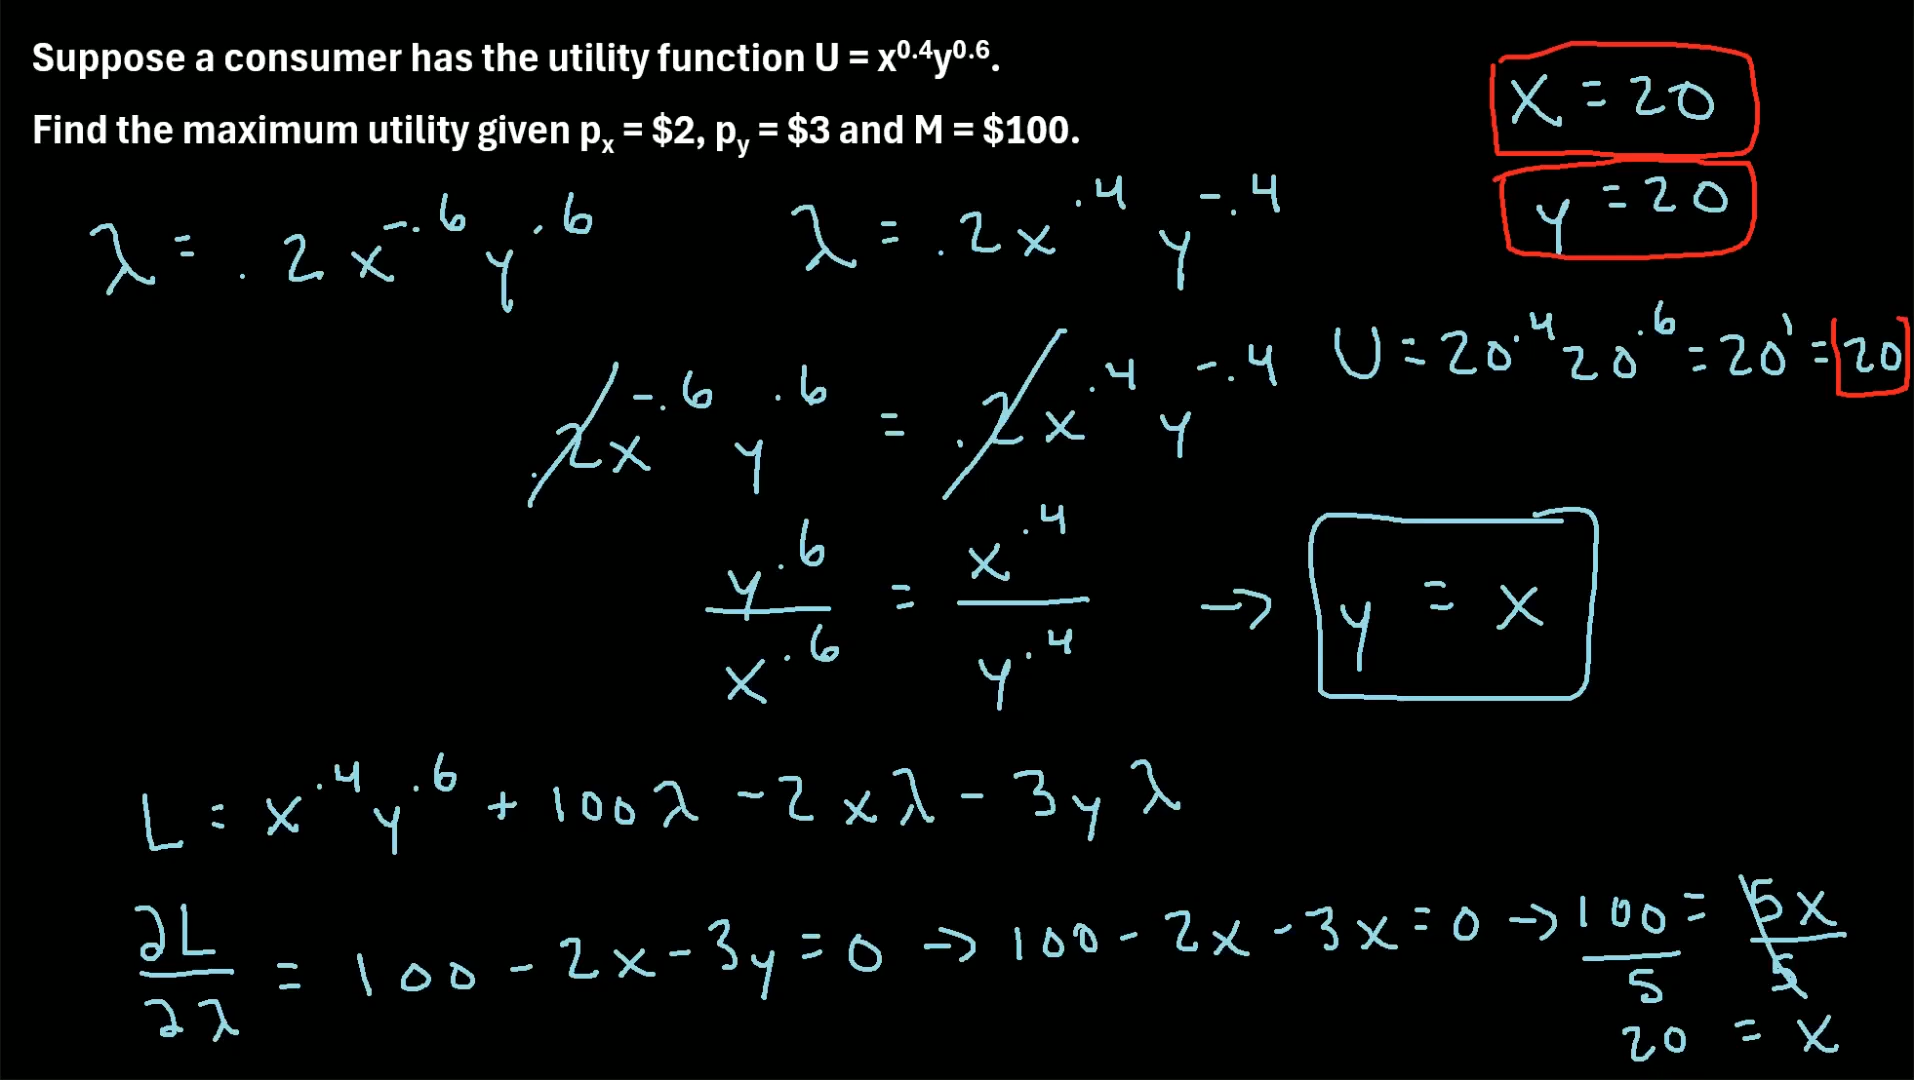 Suppose a consumer has the utility function U = x^0.4y^0.6.
Find the maximum utility given p_x = $2, p_y = $3 and M = $100.
x = 20
y = 20
λ = .2x^-.6 y^.6
λ = .2x^.4 y^-.4
U = 20^.4 20^.6 = 20^1 = 20
.2x^-.6 y^.6 = .2x^.4 y^-.4
y^.6 / x^.6 = x^.4 / y^.4 → y = x
L = x^.4 y^.6 + 100λ - 2xλ - 3yλ
∂L/∂λ = 100 - 2x - 3y = 0 → 100 - 2x - 3x = 0 → 100/5 = 5x/5
20 = x